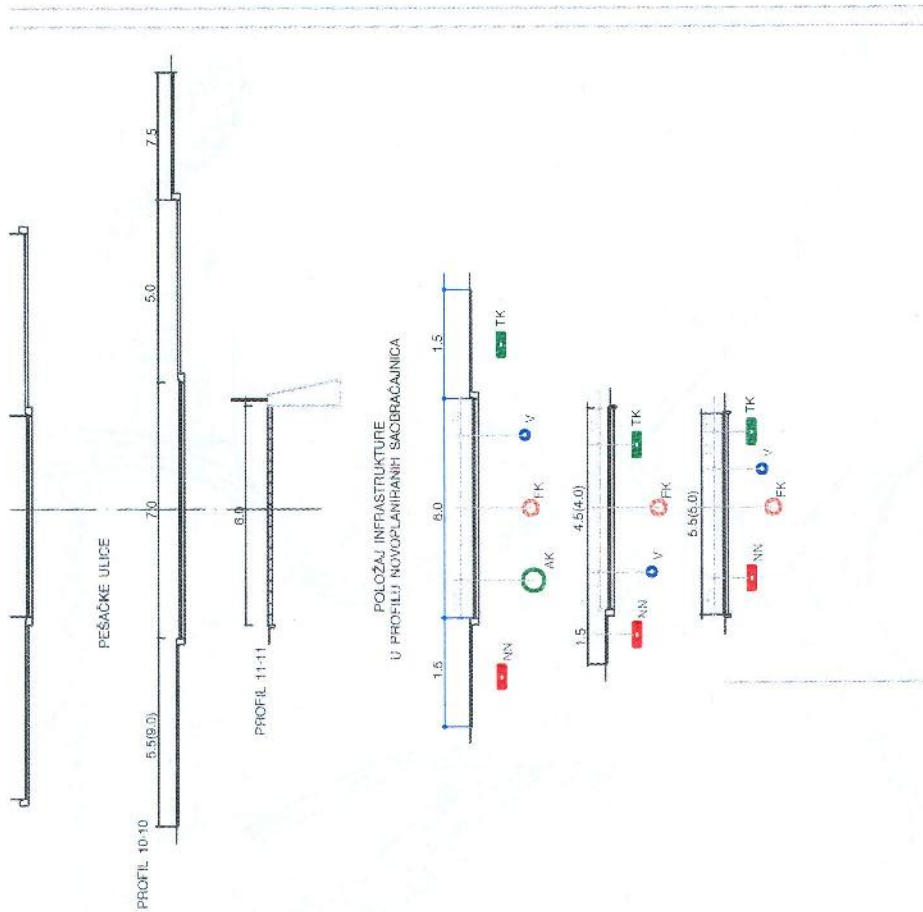 PEŠAČKE ULICE
PROFIL 10-10
5.5(9.0) 7.0 5.0 7.5
6.0
PROFIL 11-11
POLOŽAJ INFRASTRUKTURE
U PROFILU NOVOPLANIRANIH SAOBRAĆAJNICA
1.5 6.0 1.5
NN AK FK V TK
1.5 4.5(4.0)
NN V FK TK
5.5(5.0)
NN FK V TK